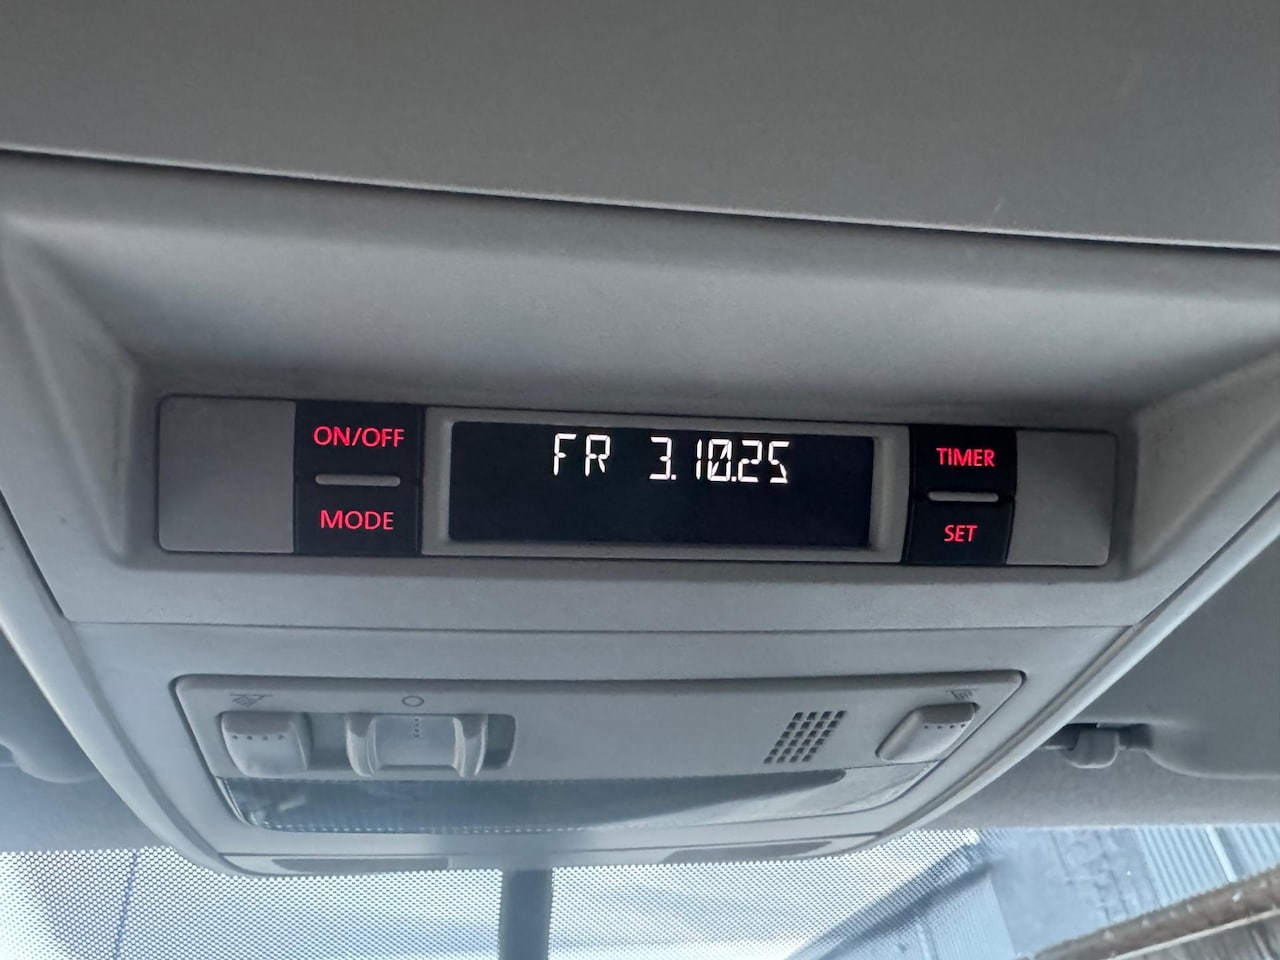 ON/OFF
MODE
FR 3.10.25
TIMER
SET